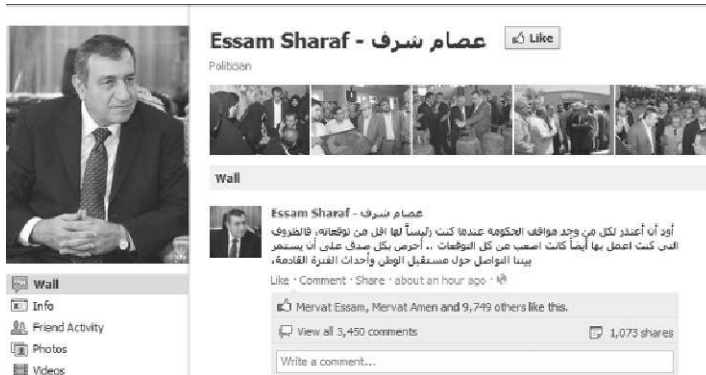 Essam Sharaf - عصام شرف
Like
Politician
Wall
Essam Sharaf - عصام شرف
أود أن أعتذر لكل من وجد مواقف الحكومة عندما كنت رئيساً لها اقل من توقعاته، فالظروف
التى كنت اعمل بها أيضاً كانت اصعب من كل التوقعات .. أحرص بكل صدق على أن يستمر
بيننا التواصل حول مستقبل الوطن وأحداث الفترة القادمة،
Like · Comment · Share · about an hour ago ·
Mervat Essam, Mervat Amen and 9,749 others like this.
View all 3,450 comments
1,073 shares
Write a comment...
Wall
Info
Friend Activity
Photos
Videos